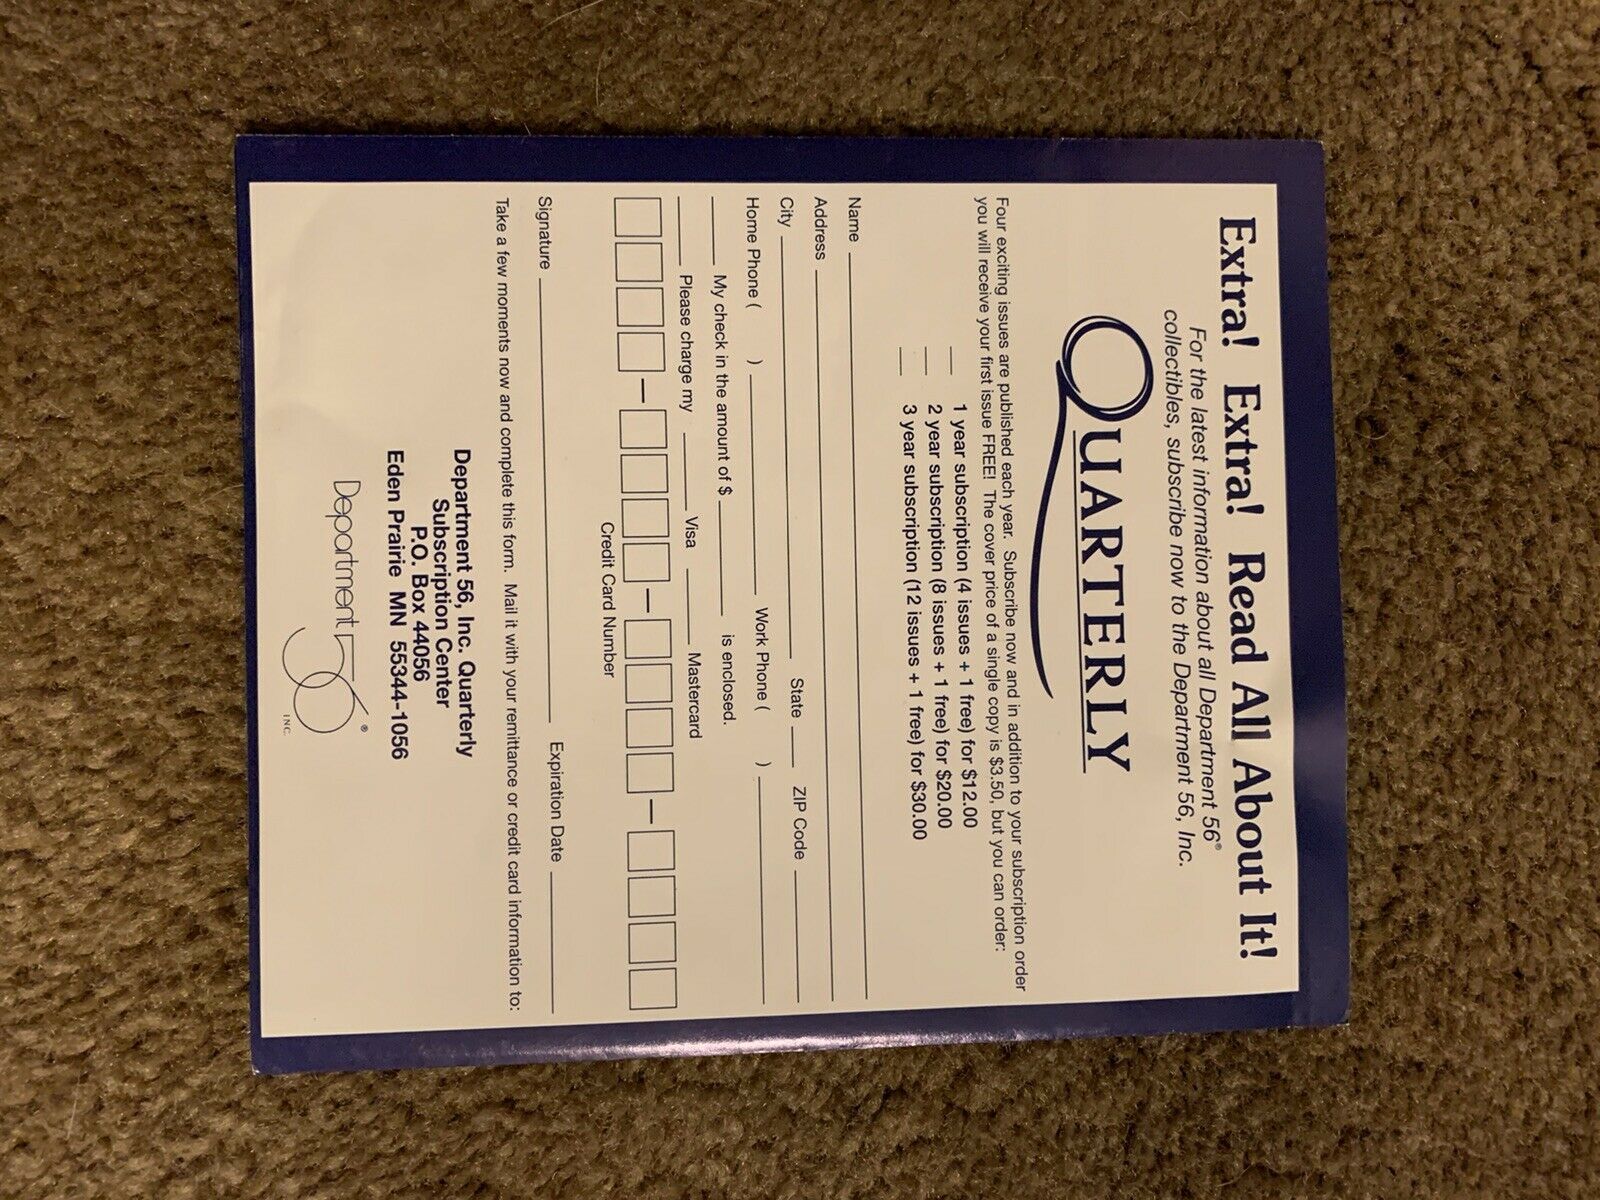 Extra! Extra! Read All About It!
For the latest information about all Department 56®
collectibles, subscribe now to the Department 56, Inc.
QUARTERLY
Four exciting issues are published each year. Subscribe now and in addition to your subscription order
you will receive your first issue FREE! The cover price of a single copy is $3.50, but you can order:
__ 1 year subscription (4 issues + 1 free) for $12.00
__ 2 year subscription (8 issues + 1 free) for $20.00
__ 3 year subscription (12 issues + 1 free) for $30.00
Name
Address
City State ZIP Code
Home Phone ( ) Work Phone ( )
____ My check in the amount of $ ________ is enclosed.
____ Please charge my ____ Visa ____ Mastercard
Credit Card Number
Signature Expiration Date
Take a few moments now and complete this form. Mail it with your remittance or credit card information to:
Department 56, Inc. Quarterly
Subscription Center
P.O. Box 44056
Eden Prairie MN 55344-1056
Department 56®
INC.